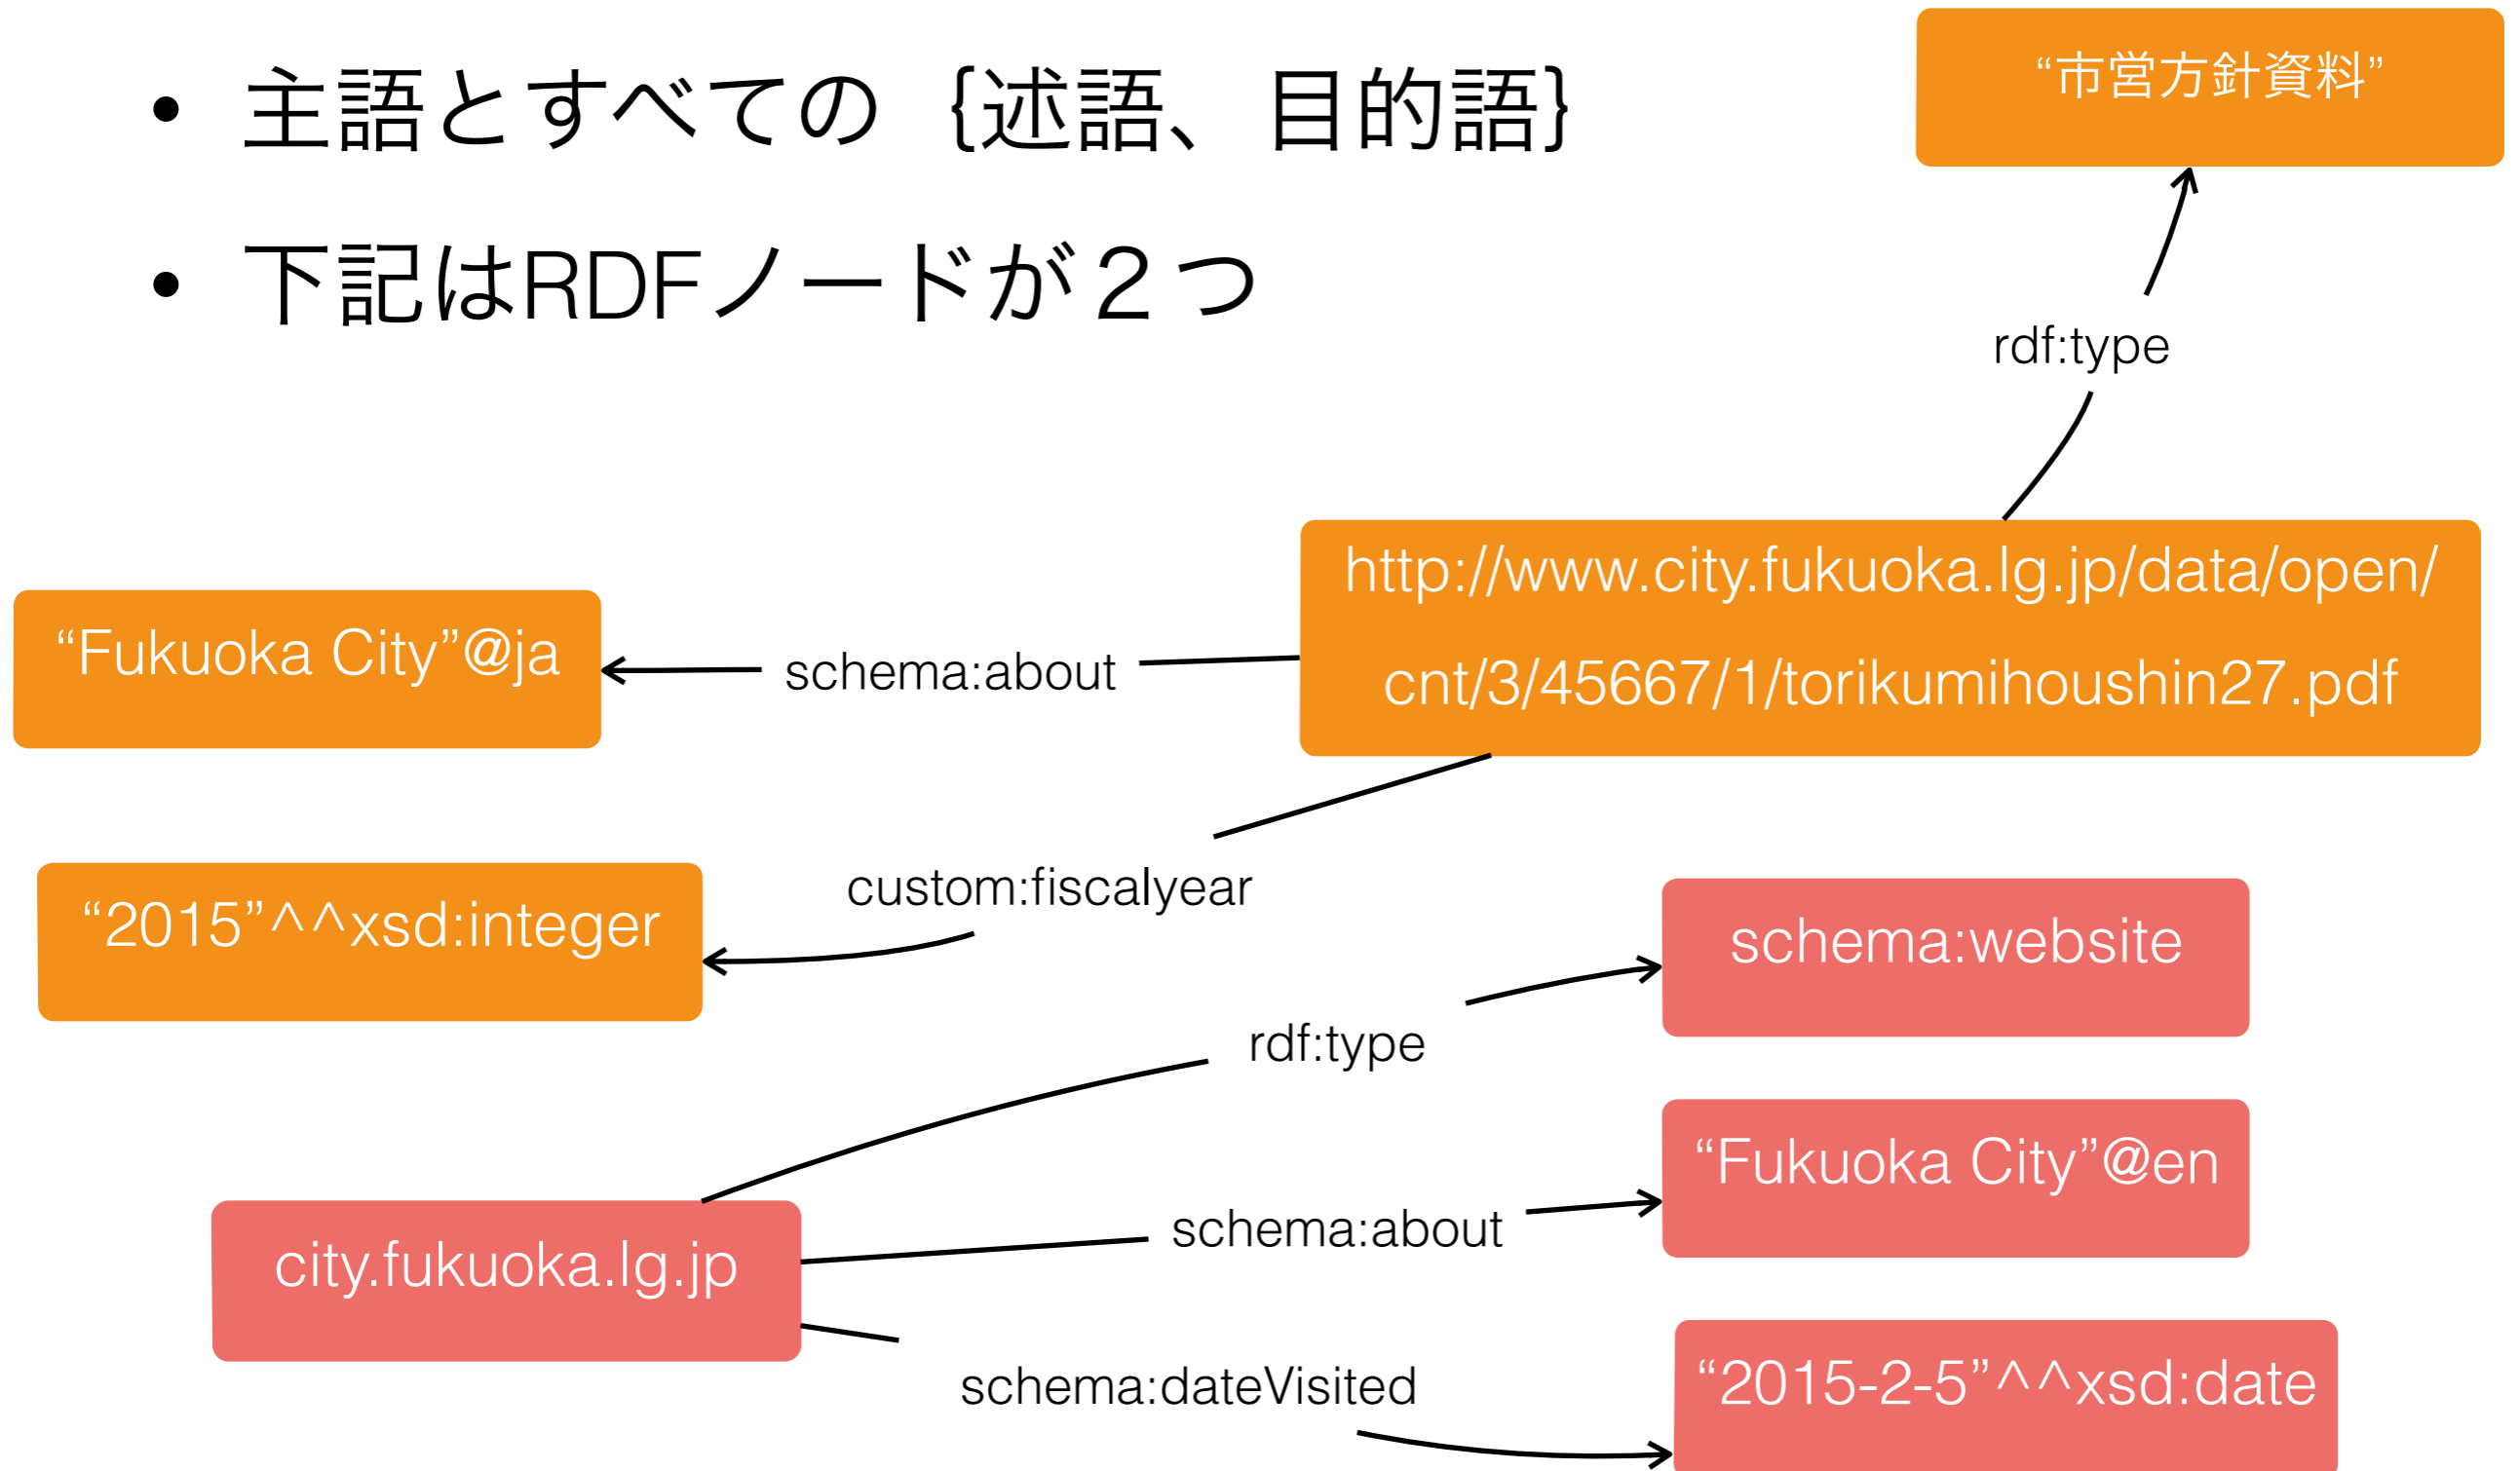 • 主語とすべての｛述語、目的語｝
• 下記はRDFノードが２つ
“市営方針資料”
rdf:type
http://www.city.fukuoka.lg.jp/data/open/
cnt/3/45667/1/torikumihoushin27.pdf
“Fukuoka City”@ja
schema:about
custom:fiscalyear
“2015”^^xsd:integer
schema:website
rdf:type
“Fukuoka City”@en
schema:about
city.fukuoka.lg.jp
schema:dateVisited
“2015-2-5”^^xsd:date